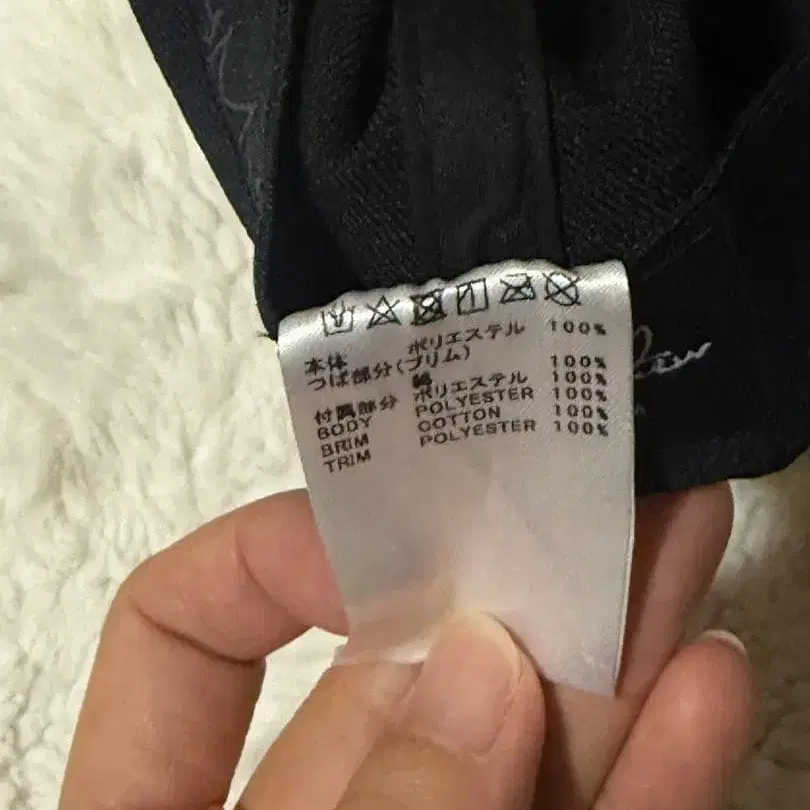 本体 ポリエステル 100%
つば部分(ブリム)
綿 100%
付属部分 ポリエステル 100%
BODY POLYESTER 100%
BRIM COTTON 100%
TRIM POLYESTER 100%